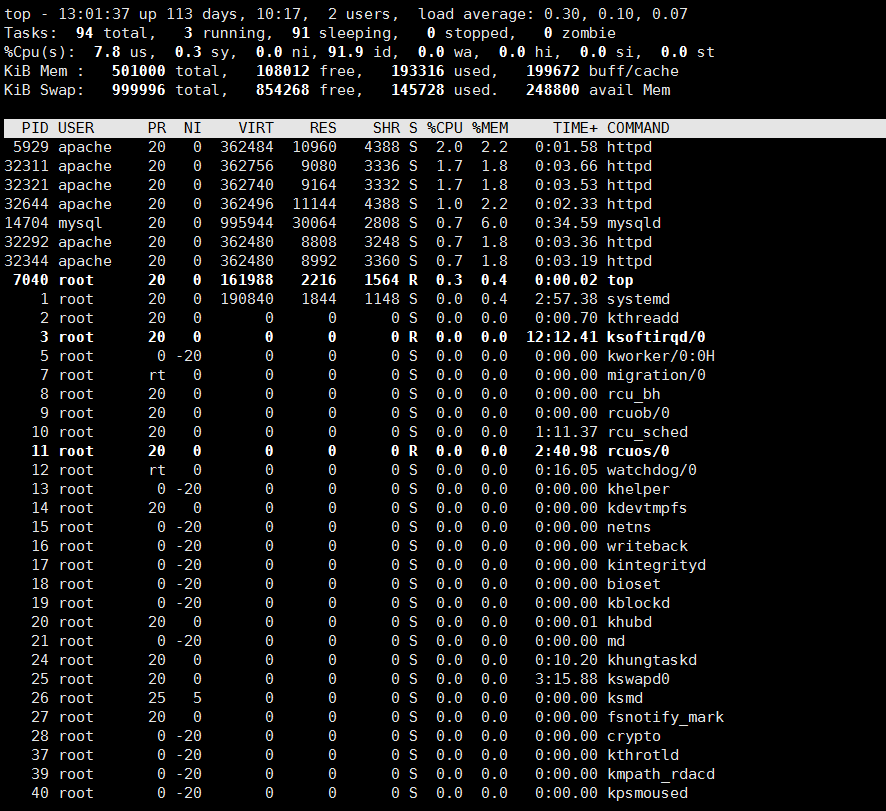 top - 13:01:37 up 113 days, 10:17,  2 users,  load average: 0.30, 0.10, 0.07
Tasks:  94 total,   3 running,  91 sleeping,   0 stopped,   0 zombie
%Cpu(s):  7.8 us,  0.3 sy,  0.0 ni, 91.9 id,  0.0 wa,  0.0 hi,  0.0 si,  0.0 st
KiB Mem :   501000 total,   108012 free,   193316 used,   199672 buff/cache
KiB Swap:   999996 total,   854268 free,   145728 used.   248800 avail Mem
  PID USER      PR  NI    VIRT    RES    SHR S %CPU %MEM     TIME+ COMMAND
 5929 apache    20   0  362484  10960   4388 S  2.0  2.2   0:01.58 httpd
32311 apache    20   0  362756   9080   3336 S  1.7  1.8   0:03.66 httpd
32321 apache    20   0  362740   9164   3332 S  1.7  1.8   0:03.53 httpd
32644 apache    20   0  362496  11144   4388 S  1.0  2.2   0:02.33 httpd
14704 mysql     20   0  995944  30064   2808 S  0.7  6.0   0:34.59 mysqld
32292 apache    20   0  362480   8808   3248 S  0.7  1.8   0:03.36 httpd
32344 apache    20   0  362480   8992   3360 S  0.7  1.8   0:03.19 httpd
 7040 root      20   0  161988   2216   1564 R  0.3  0.4   0:00.02 top
    1 root      20   0  190840   1844   1148 S  0.0  0.4   2:57.38 systemd
    2 root      20   0       0      0      0 S  0.0  0.0   0:00.70 kthreadd
    3 root      20   0       0      0      0 R  0.0  0.0  12:12.41 ksoftirqd/0
    5 root       0 -20       0      0      0 S  0.0  0.0   0:00.00 kworker/0:0H
    7 root      rt   0       0      0      0 S  0.0  0.0   0:00.00 migration/0
    8 root      20   0       0      0      0 S  0.0  0.0   0:00.00 rcu_bh
    9 root      20   0       0      0      0 S  0.0  0.0   0:00.00 rcuob/0
   10 root      20   0       0      0      0 S  0.0  0.0   1:11.37 rcu_sched
   11 root      20   0       0      0      0 R  0.0  0.0   2:40.98 rcuos/0
   12 root      rt   0       0      0      0 S  0.0  0.0   0:16.05 watchdog/0
   13 root       0 -20       0      0      0 S  0.0  0.0   0:00.00 khelper
   14 root      20   0       0      0      0 S  0.0  0.0   0:00.00 kdevtmpfs
   15 root       0 -20       0      0      0 S  0.0  0.0   0:00.00 netns
   16 root       0 -20       0      0      0 S  0.0  0.0   0:00.00 writeback
   17 root       0 -20       0      0      0 S  0.0  0.0   0:00.00 kintegrityd
   18 root       0 -20       0      0      0 S  0.0  0.0   0:00.00 bioset
   19 root       0 -20       0      0      0 S  0.0  0.0   0:00.00 kblockd
   20 root      20   0       0      0      0 S  0.0  0.0   0:00.01 khubd
   21 root       0 -20       0      0      0 S  0.0  0.0   0:00.00 md
   24 root      20   0       0      0      0 S  0.0  0.0   0:10.20 khungtaskd
   25 root      20   0       0      0      0 S  0.0  0.0   3:15.88 kswapd0
   26 root      25   5       0      0      0 S  0.0  0.0   0:00.00 ksmd
   27 root      20   0       0      0      0 S  0.0  0.0   0:00.00 fsnotify_mark
   28 root       0 -20       0      0      0 S  0.0  0.0   0:00.00 crypto
   37 root       0 -20       0      0      0 S  0.0  0.0   0:00.00 kthrotld
   39 root       0 -20       0      0      0 S  0.0  0.0   0:00.00 kmpath_rdacd
   40 root       0 -20       0      0      0 S  0.0  0.0   0:00.00 kpsmoused